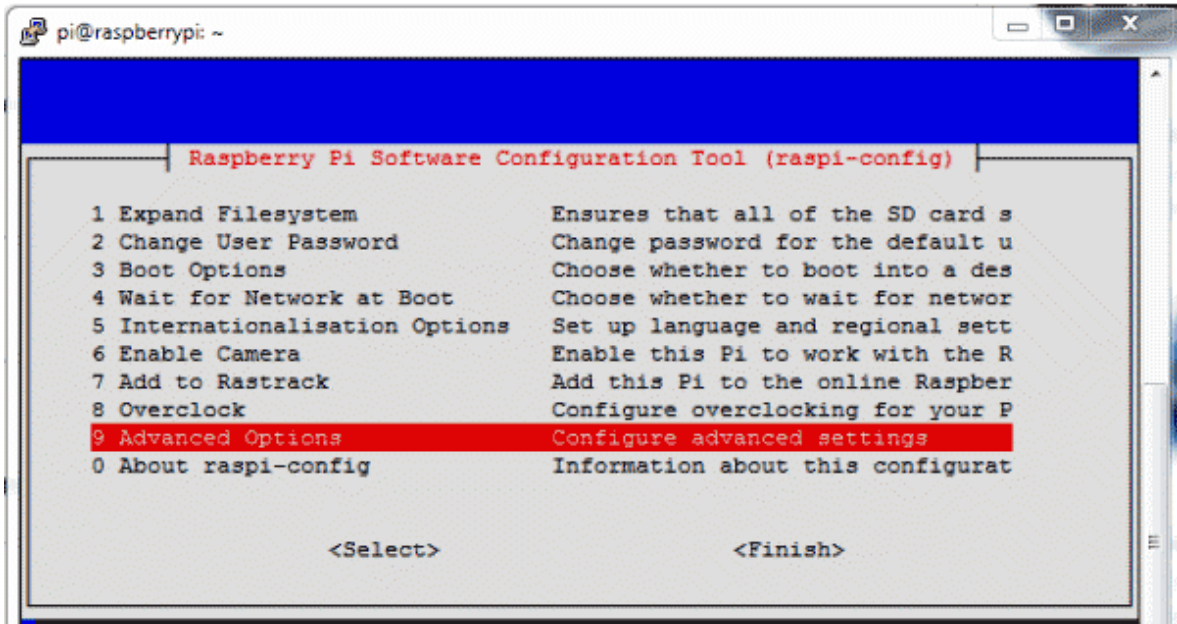 pi@raspberrypi: ~
Raspberry Pi Software Configuration Tool (raspi-config)
1 Expand Filesystem Ensures that all of the SD card s
2 Change User Password Change password for the default u
3 Boot Options Choose whether to boot into a des
4 Wait for Network at Boot Choose whether to wait for networ
5 Internationalisation Options Set up language and regional sett
6 Enable Camera Enable this Pi to work with the R
7 Add to Rastrack Add this Pi to the online Raspber
8 Overclock Configure overclocking for your P
9 Advanced Options Configure advanced settings
0 About raspi-config Information about this configurat
<Select> <Finish>